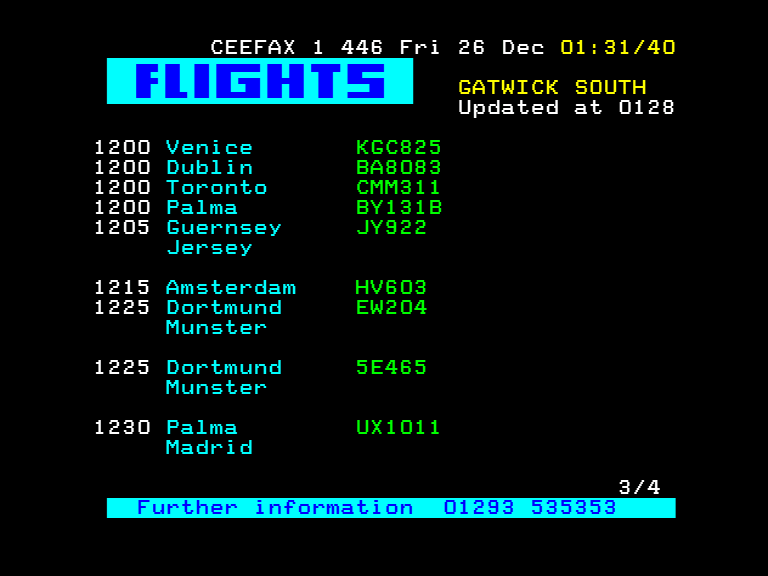 CEEFAX 1 446 Fri 26 Dec 01:31/40
FLIGHTS
GATWICK SOUTH
Updated at 0128
1200 Venice KGC825
1200 Dublin BA8083
1200 Toronto CMM311
1200 Palma BY131B
1205 Guernsey JY922
Jersey
1215 Amsterdam HV603
1225 Dortmund EW204
Munster
1225 Dortmund 5E465
Munster
1230 Palma UX1011
Madrid
3/4
Further information 01293 535353